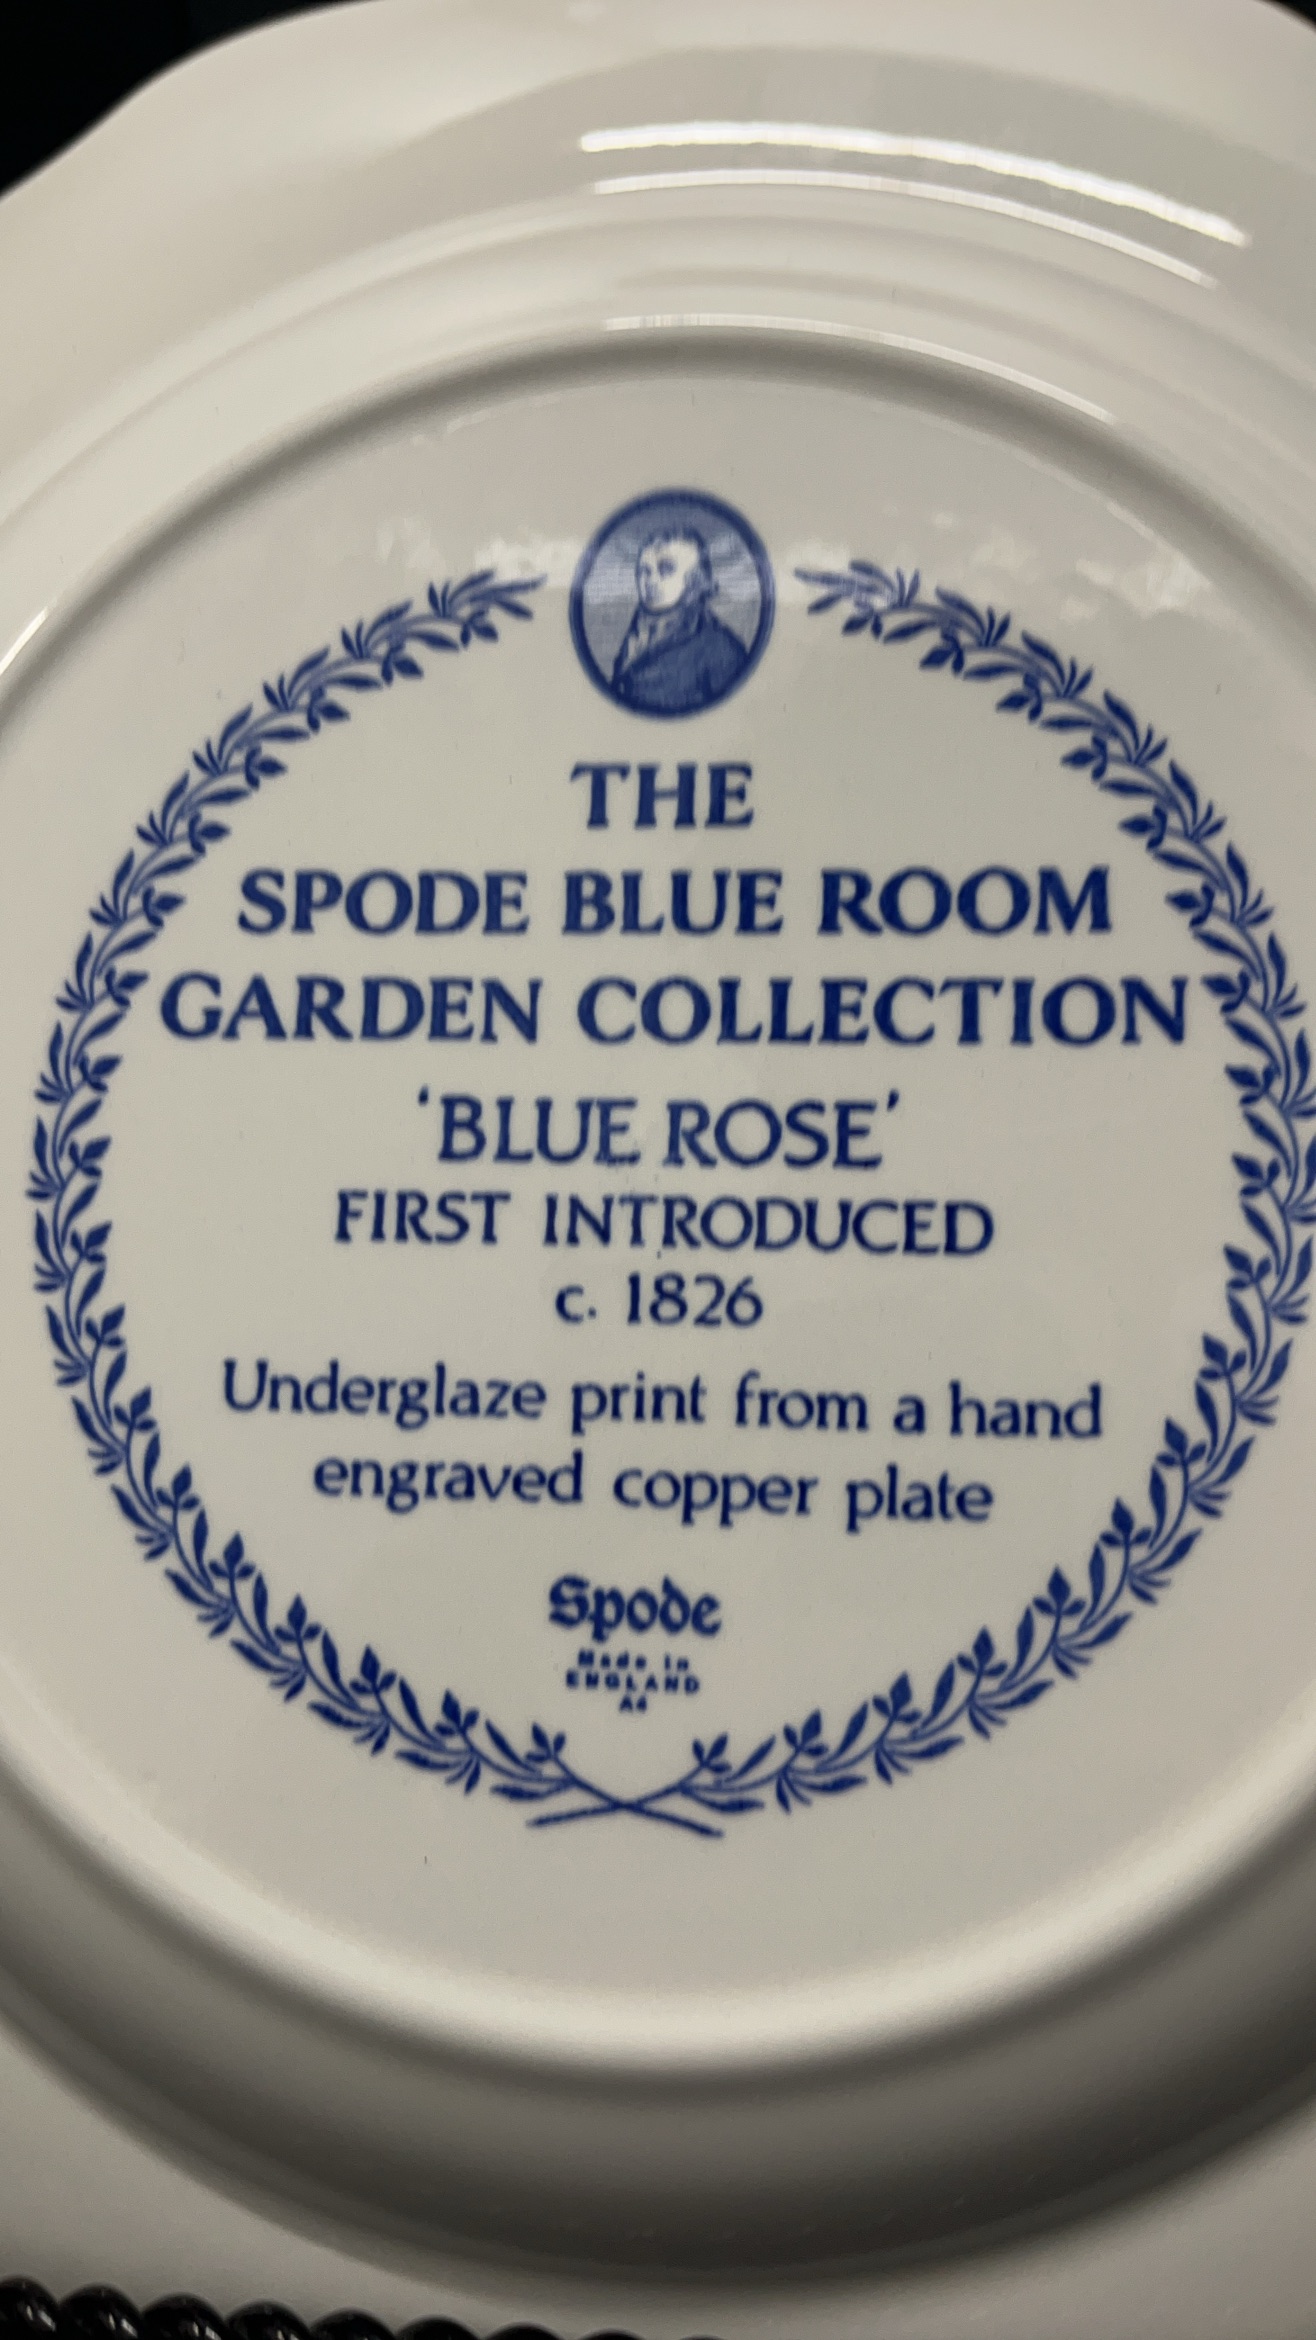 THE
SPODE BLUE ROOM
GARDEN COLLECTION
‘BLUE ROSE’
FIRST INTRODUCED
c. 1826
Underglaze print from a hand
engraved copper plate
Spode
Made in
ENGLAND
A4